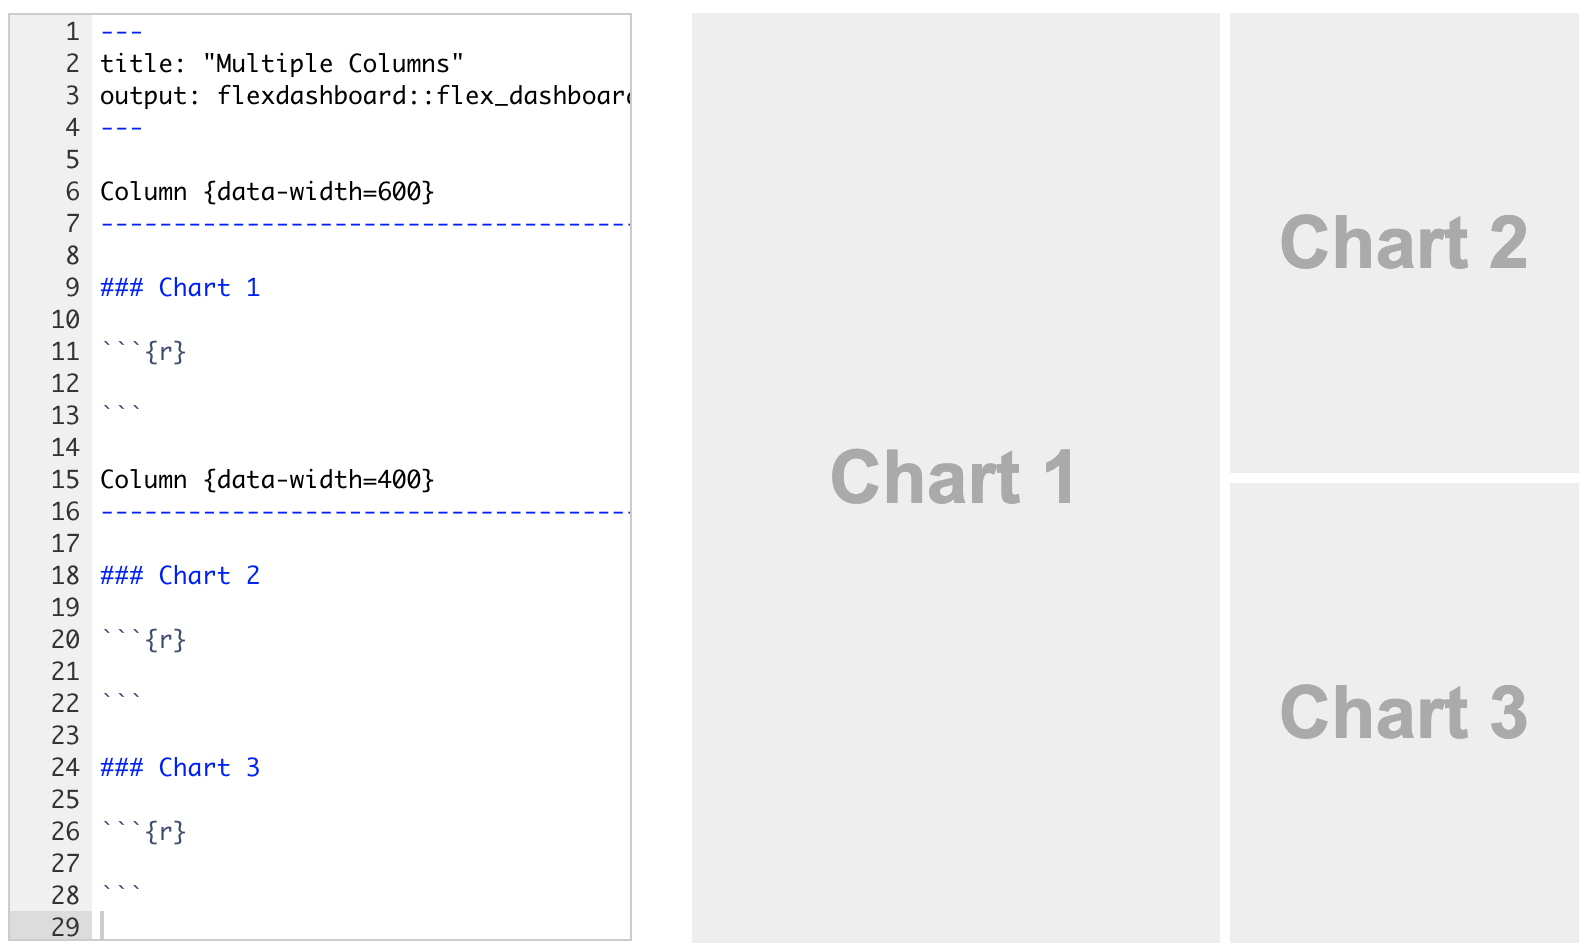 1 ---
2 title: "Multiple Columns"
3 output: flexdashboard::flex_dashboard
4 ---
5
6 Column {data-width=600}
7 -------------------------------------
8
9 ### Chart 1
10
11 ```{r}
12
13 ```
14
15 Column {data-width=400}
16 -------------------------------------
17
18 ### Chart 2
19
20 ```{r}
21
22 ```
23
24 ### Chart 3
25
26 ```{r}
27
28 ```
29
Chart 1
Chart 2
Chart 3